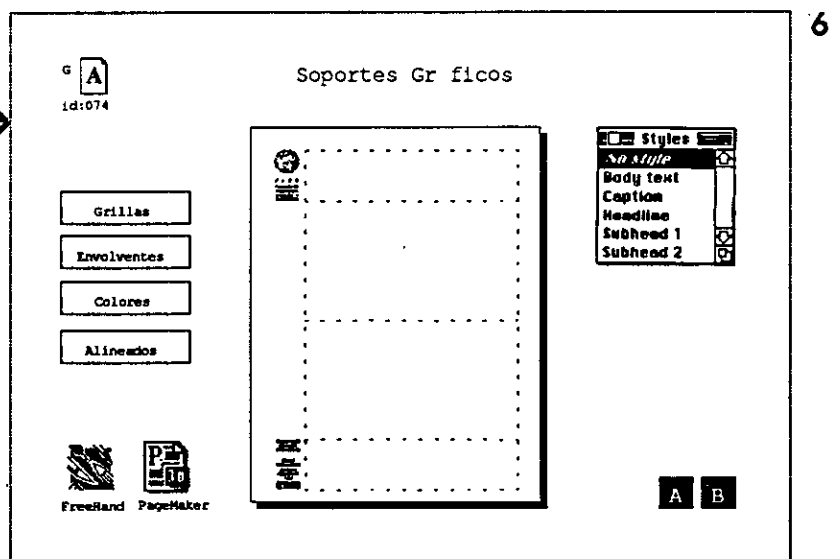 6
G A
id:074
Soportes Gr ficos
Grillas
Envolventes
Colores
Alineados
Styles
No style
Body text
Caption
Headline
Subhead 1
Subhead 2
FreeHand
P
PageMaker
A B